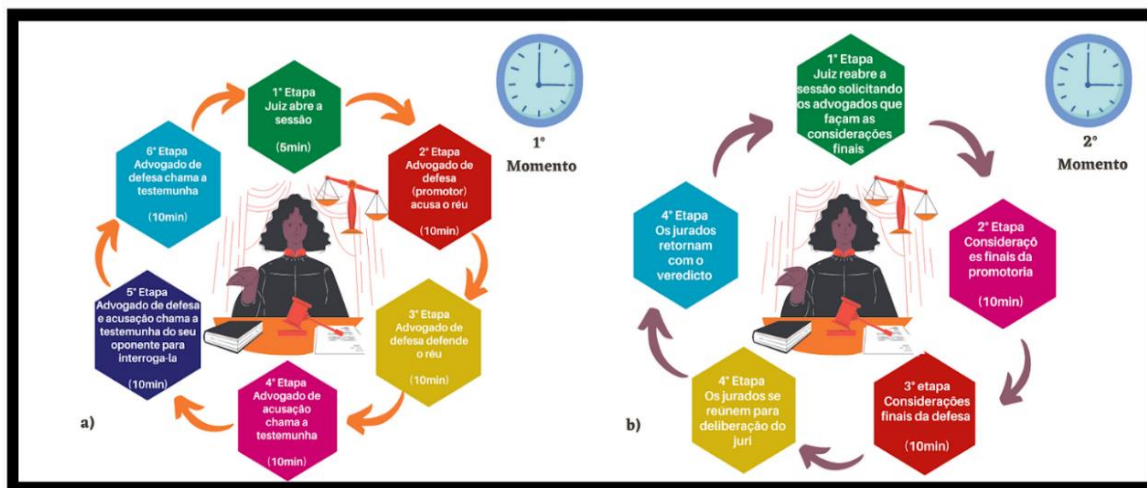 1° Etapa
Juiz abre a
sessão
(5min)
2° Etapa
Advogado de
defesa
(promotor)
acusa o réu
(10min)
3° Etapa
Advogado de
defesa defende
o réu
(10min)
4° Etapa
Advogado de
acusação
chama a
testemunha
(10min)
5° Etapa
Advogado de defesa
e acusação chama a
testemunha do seu
oponente para
interroga-la
(10min)
6° Etapa
Advogado de
defesa chama a
testemunha
(10min)
1º
Momento
a)
1° Etapa
Juiz reabre a
sessão solicitando
os advogados que
façam as
considerações
finais
2° Etapa
Consideraçõ
es finais da
promotoria
(10min)
3° etapa
Considerações
finais da defesa
(10min)
4° Etapa
Os jurados se
reúnem para
deliberação do
juri
4° Etapa
Os jurados
retornam
com o
veredicto
2º
Momento
b)